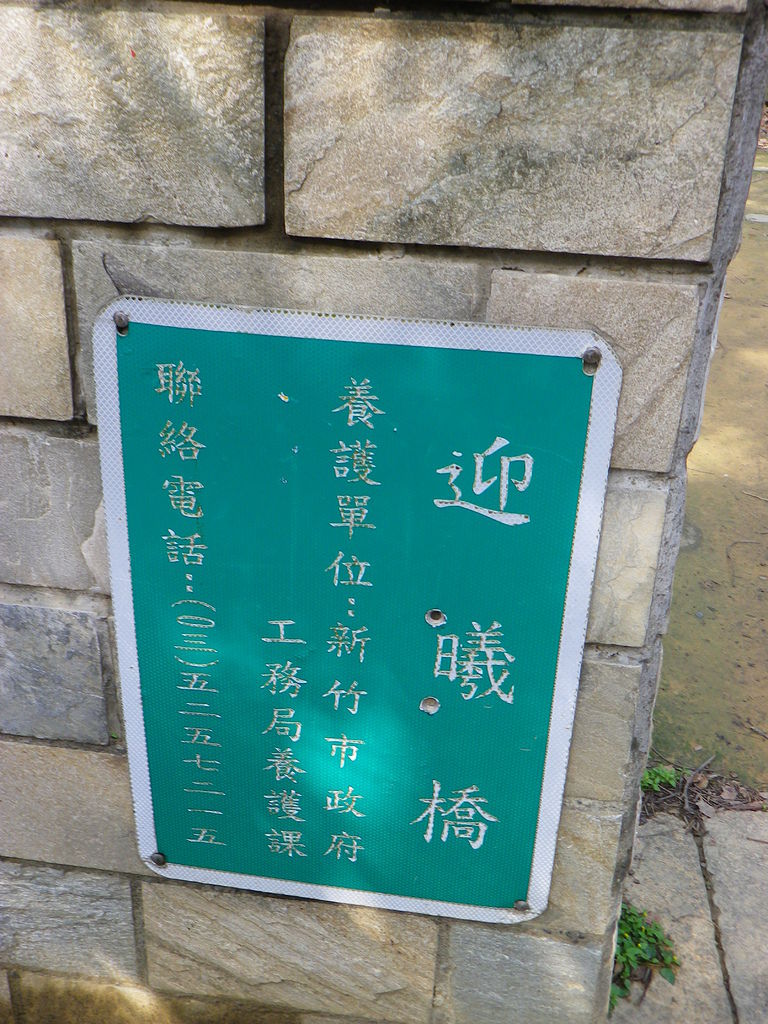 迎曦橋
養護單位：新竹市政府
工務局養護課
聯絡電話：(〇三)五二五七二一五